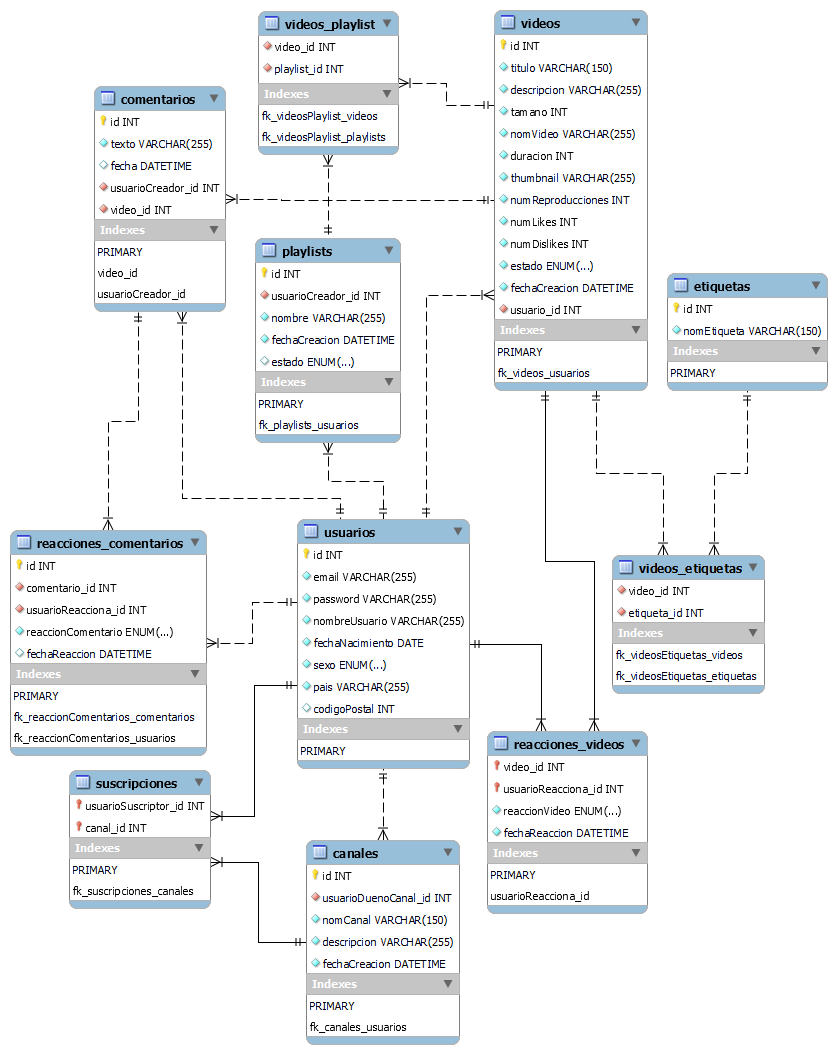 videos_playlist
video_id INT
playlist_id INT
Indexes
fk_videosPlaylist_videos
fk_videosPlaylist_playlists
videos
id INT
titulo VARCHAR(150)
descripcion VARCHAR(255)
tamano INT
nomVideo VARCHAR(255)
duracion INT
thumbnail VARCHAR(255)
numReproducciones INT
numLikes INT
numDislikes INT
estado ENUM(...)
fechaCreacion DATETIME
usuario_id INT
Indexes
PRIMARY
fk_videos_usuarios
comentarios
id INT
texto VARCHAR(255)
fecha DATETIME
usuarioCreador_id INT
video_id INT
Indexes
PRIMARY
video_id
usuarioCreador_id
playlists
id INT
usuarioCreador_id INT
nombre VARCHAR(255)
fechaCreacion DATETIME
estado ENUM(...)
Indexes
PRIMARY
fk_playlists_usuarios
etiquetas
id INT
nomEtiqueta VARCHAR(150)
Indexes
PRIMARY
reacciones_comentarios
id INT
comentario_id INT
usuarioReacciona_id INT
reaccionComentario ENUM(...)
fechaReaccion DATETIME
Indexes
PRIMARY
fk_reaccionComentarios_comentarios
fk_reaccionComentarios_usuarios
usuarios
id INT
email VARCHAR(255)
password VARCHAR(255)
nombreUsuario VARCHAR(255)
fechaNacimiento DATE
sexo ENUM(...)
pais VARCHAR(255)
codigoPostal INT
Indexes
PRIMARY
videos_etiquetas
video_id INT
etiqueta_id INT
Indexes
fk_videosEtiquetas_videos
fk_videosEtiquetas_etiquetas
reacciones_videos
video_id INT
usuarioReacciona_id INT
reaccionVideo ENUM(...)
fechaReaccion DATETIME
Indexes
PRIMARY
usuarioReacciona_id
suscripciones
usuarioSuscriptor_id INT
canal_id INT
Indexes
PRIMARY
fk_suscripciones_canales
canales
id INT
usuarioDuenoCanal_id INT
nomCanal VARCHAR(150)
descripcion VARCHAR(255)
fechaCreacion DATETIME
Indexes
PRIMARY
fk_canales_usuarios